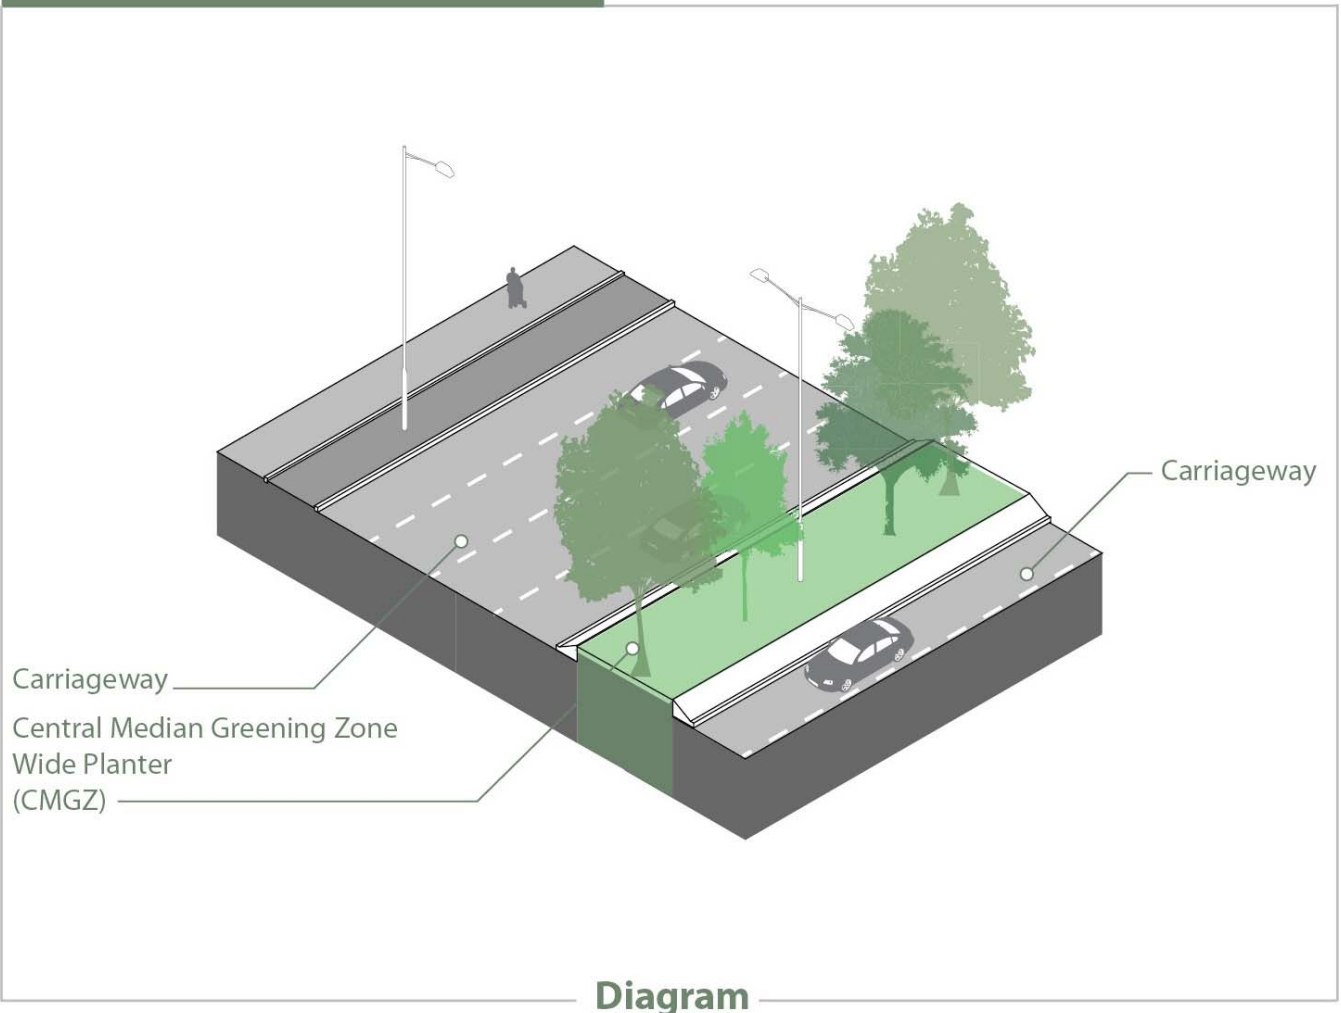 Carriageway
Carriageway
Central Median Greening Zone
Wide Planter
(CMGZ)
Diagram